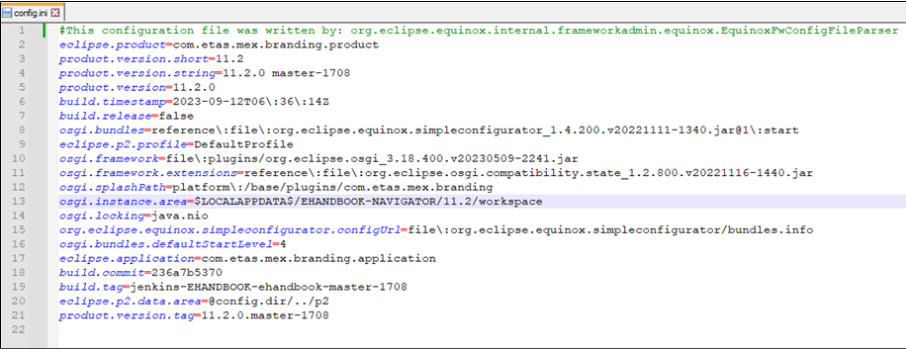 config.ini
1 #This configuration file was written by: org.eclipse.equinox.internal.frameworkadmin.equinox.EquinoxFwConfigFileParser
2 eclipse.product=com.etas.mex.branding.product
3 product.version.short=11.2
4 product.version.string=11.2.0 master-1708
5 product.version=11.2.0
6 build.timestamp=2023-09-12T06\:36\:14Z
7 build.release=false
8 osgi.bundles=reference\:file\:org.eclipse.equinox.simpleconfigurator_1.4.200.v20221111-1340.jar@1\:start
9 eclipse.p2.profile=DefaultProfile
10 osgi.framework=file\:plugins/org.eclipse.osgi_3.18.400.v20230509-2241.jar
11 osgi.framework.extensions=reference\:file\:org.eclipse.osgi.compatibility.state_1.2.800.v20221116-1440.jar
12 osgi.splashPath=platform\:/base/plugins/com.etas.mex.branding
13 osgi.instance.area=$LOCALAPPDATA$/EHANDBOOK-NAVIGATOR/11.2/workspace
14 osgi.locking=java.nio
15 org.eclipse.equinox.simpleconfigurator.configUrl=file\:org.eclipse.equinox.simpleconfigurator/bundles.info
16 osgi.bundles.defaultStartLevel=4
17 eclipse.application=com.etas.mex.branding.application
18 build.commit=236a7b5370
19 build.tag=jenkins-EHANDBOOK-ehandbook-master-1708
20 eclipse.p2.data.area=@config.dir/../p2
21 product.version.tag=11.2.0.master-1708
22